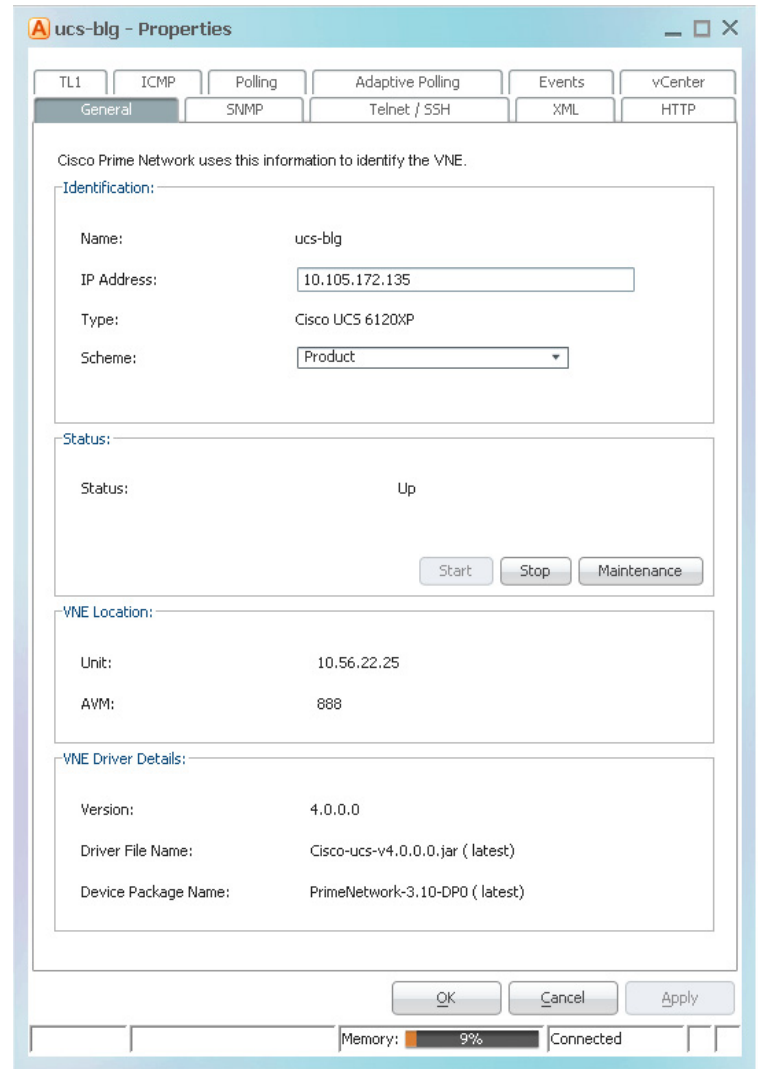 A ucs-blg - Properties
TL1 ICMP Polling Adaptive Polling Events vCenter
General SNMP Telnet / SSH XML HTTP
Cisco Prime Network uses this information to identify the VNE.
Identification:
Name: ucs-blg
IP Address: 10.105.172.135
Type: Cisco UCS 6120XP
Scheme: Product
Status:
Status: Up
Start Stop Maintenance
VNE Location:
Unit: 10.56.22.25
AVM: 888
VNE Driver Details:
Version: 4.0.0.0
Driver File Name: Cisco-ucs-v4.0.0.0.jar ( latest)
Device Package Name: PrimeNetwork-3.10-DP0 ( latest)
OK Cancel Apply
Memory: 9% Connected